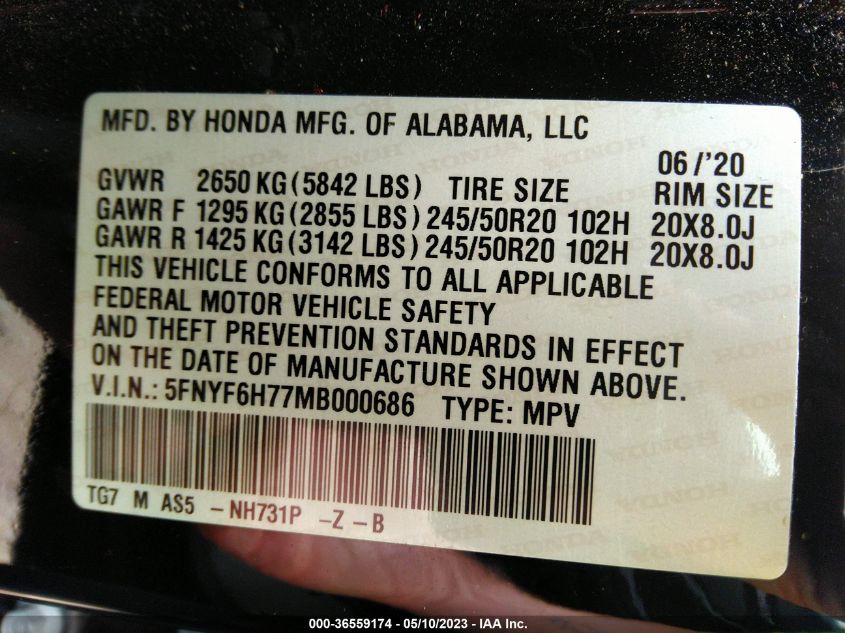 MFD. BY HONDA MFG. OF ALABAMA, LLC
06/'20
GVWR 2650 KG (5842 LBS) TIRE SIZE RIM SIZE
GAWR F 1295 KG (2855 LBS) 245/50R20 102H 20X8.0J
GAWR R 1425 KG (3142 LBS) 245/50R20 102H 20X8.0J
THIS VEHICLE CONFORMS TO ALL APPLICABLE
FEDERAL MOTOR VEHICLE SAFETY
AND THEFT PREVENTION STANDARDS IN EFFECT
ON THE DATE OF MANUFACTURE SHOWN ABOVE.
V.I.N.: 5FNYF6H77MB000686 TYPE: MPV
TG7 M AS5 -NH731P -Z -B
000-36559174 - 05/10/2023 - IAA Inc.